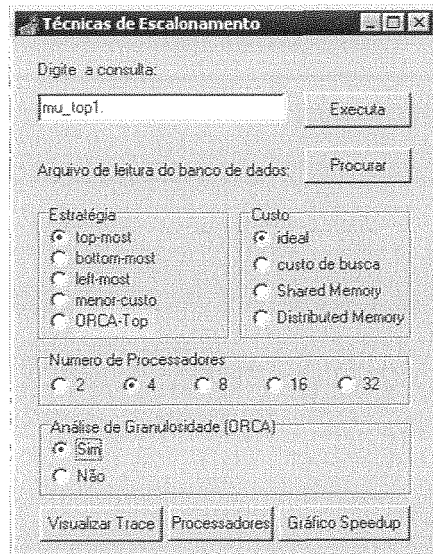 Técnicas de Escalonamento
Digite a consulta:
mu_top1.
Executa
Arquivo de leitura do banco de dados:
Procurar
Estratégia
top-most
bottom-most
left-most
menor-custo
ORCA-Top
Custo
ideal
custo de busca
Shared Memory
Distributed Memory
Numero de Processadores
2 4 8 16 32
Análise de Granulosidade (ORCA)
Sim
Não
Visualizar Trace Processadores Gráfico Speedup